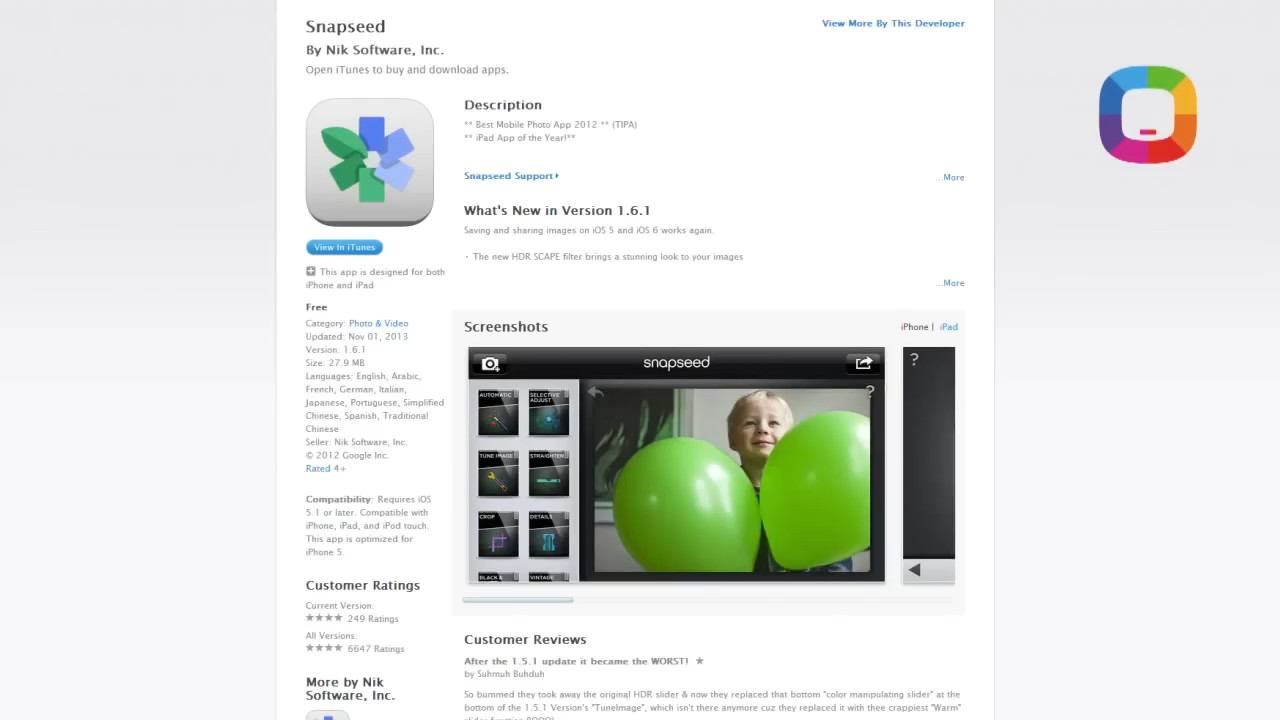 Snapseed
View More By This Developer
By Nik Software, Inc.
Open iTunes to buy and download apps.
Description
** Best Mobile Photo App 2012 ** (TIPA)
** iPad App of the Year!**
Snapseed Support
...More
What's New in Version 1.6.1
Saving and sharing images on iOS 5 and iOS 6 works again.
View In iTunes
- The new HDR SCAPE filter brings a stunning look to your images
...More
This app is designed for both
iPhone and iPad
Free
Category: Photo & Video
Updated: Nov 01, 2013
Version: 1.6.1
Size: 27.9 MB
Languages: English, Arabic,
French, German, Italian,
Japanese, Portuguese, Simplified
Chinese, Spanish, Traditional
Chinese
Seller: Nik Software, Inc.
© 2012 Google Inc.
Rated 4+
Compatibility: Requires iOS
5.1 or later. Compatible with
iPhone, iPad, and iPod touch.
This app is optimized for
iPhone 5.
Customer Ratings
Current Version:
249 Ratings
All Versions:
6647 Ratings
More by Nik
Software, Inc.
Screenshots
iPhone | iPad
snapseed
?
?
AUTOMATIC
SELECTIVE
ADJUST
TUNE IMAGE
STRAIGHTEN
CROP
DETAILS
BLACK &
VINTAGE
Customer Reviews
After the 1.5.1 update it became the WORST!
by Suhmuh Buhduh
So bummed they took away the original HDR slider & now they replaced that bottom "color manipulating slider" at the
bottom of the 1.5.1 Version's "TuneImage", which isn't there anymore cuz they replaced it with thee crappiest "Warm"